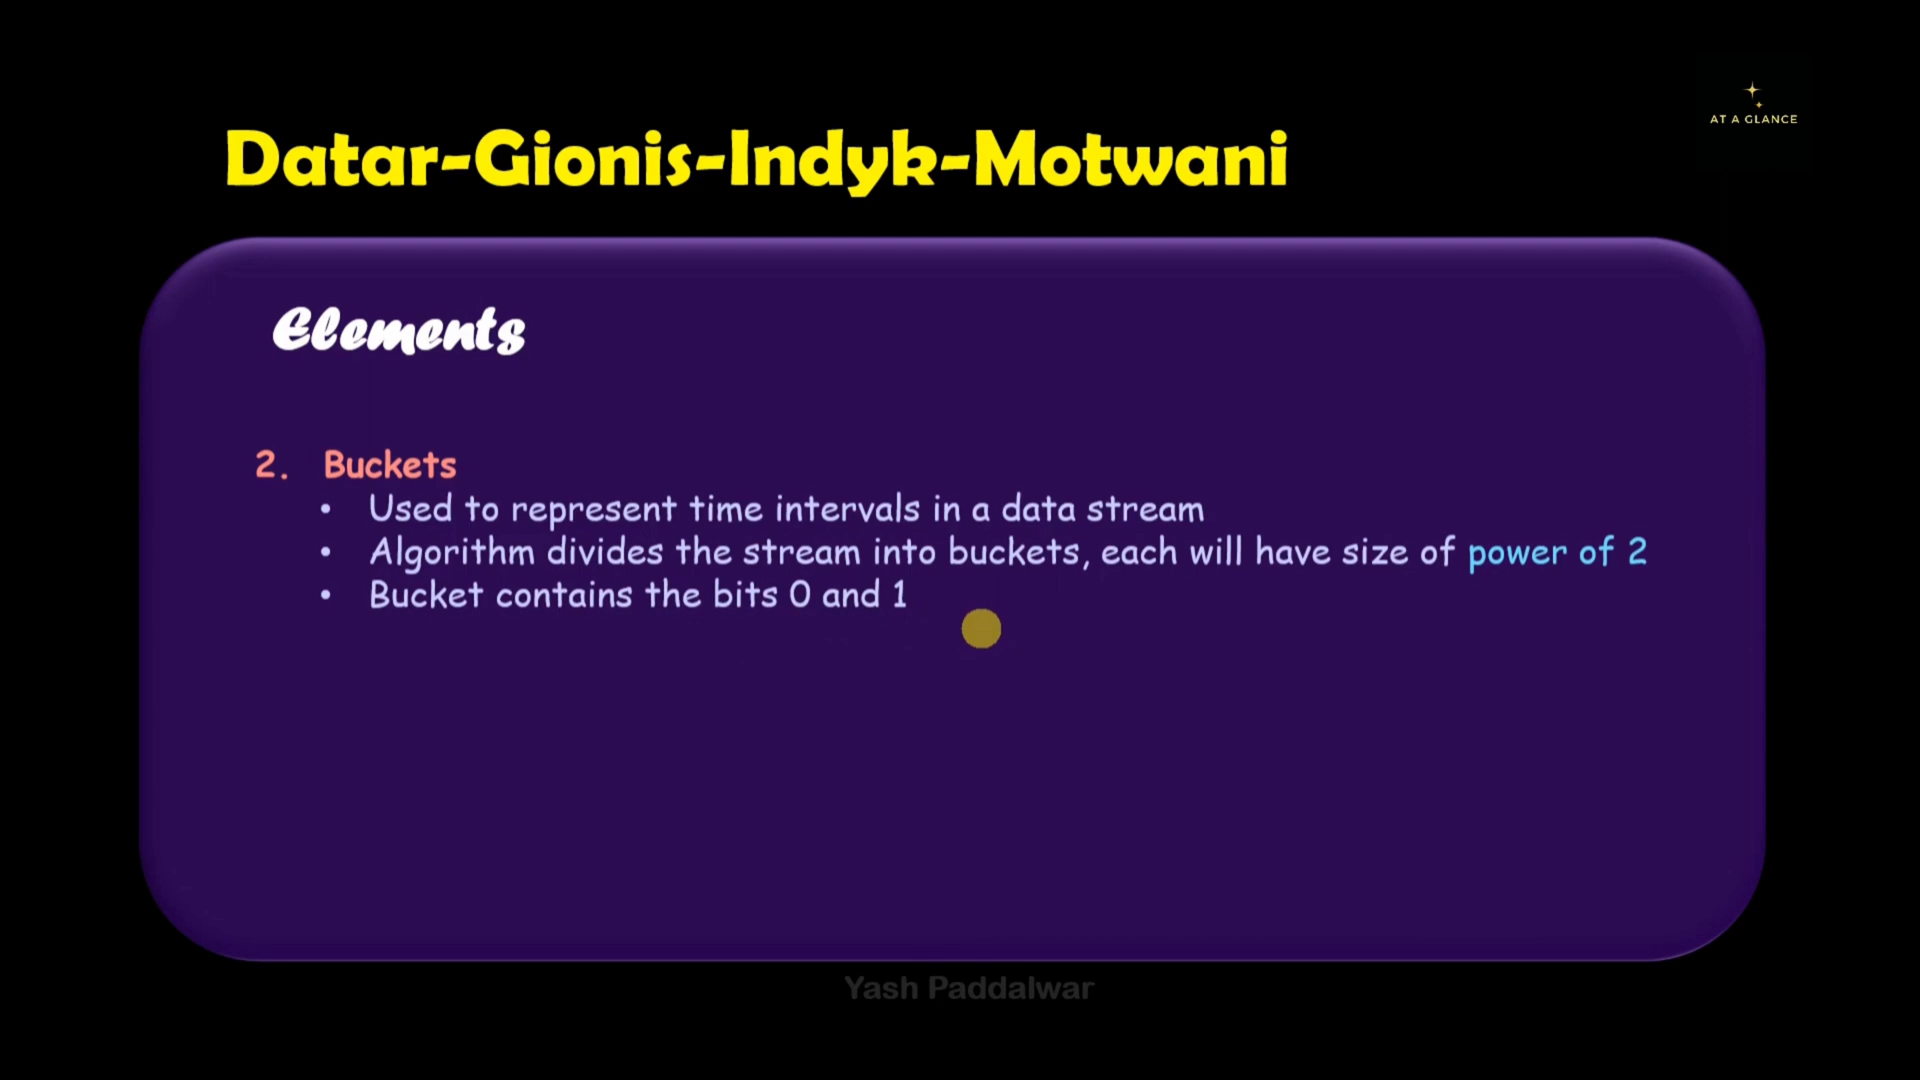 AT A GLANCE
Datar-Gionis-Indyk-Motwani
Elements
2. Buckets
• Used to represent time intervals in a data stream
• Algorithm divides the stream into buckets, each will have size of power of 2
• Bucket contains the bits 0 and 1
Yash Paddalwar